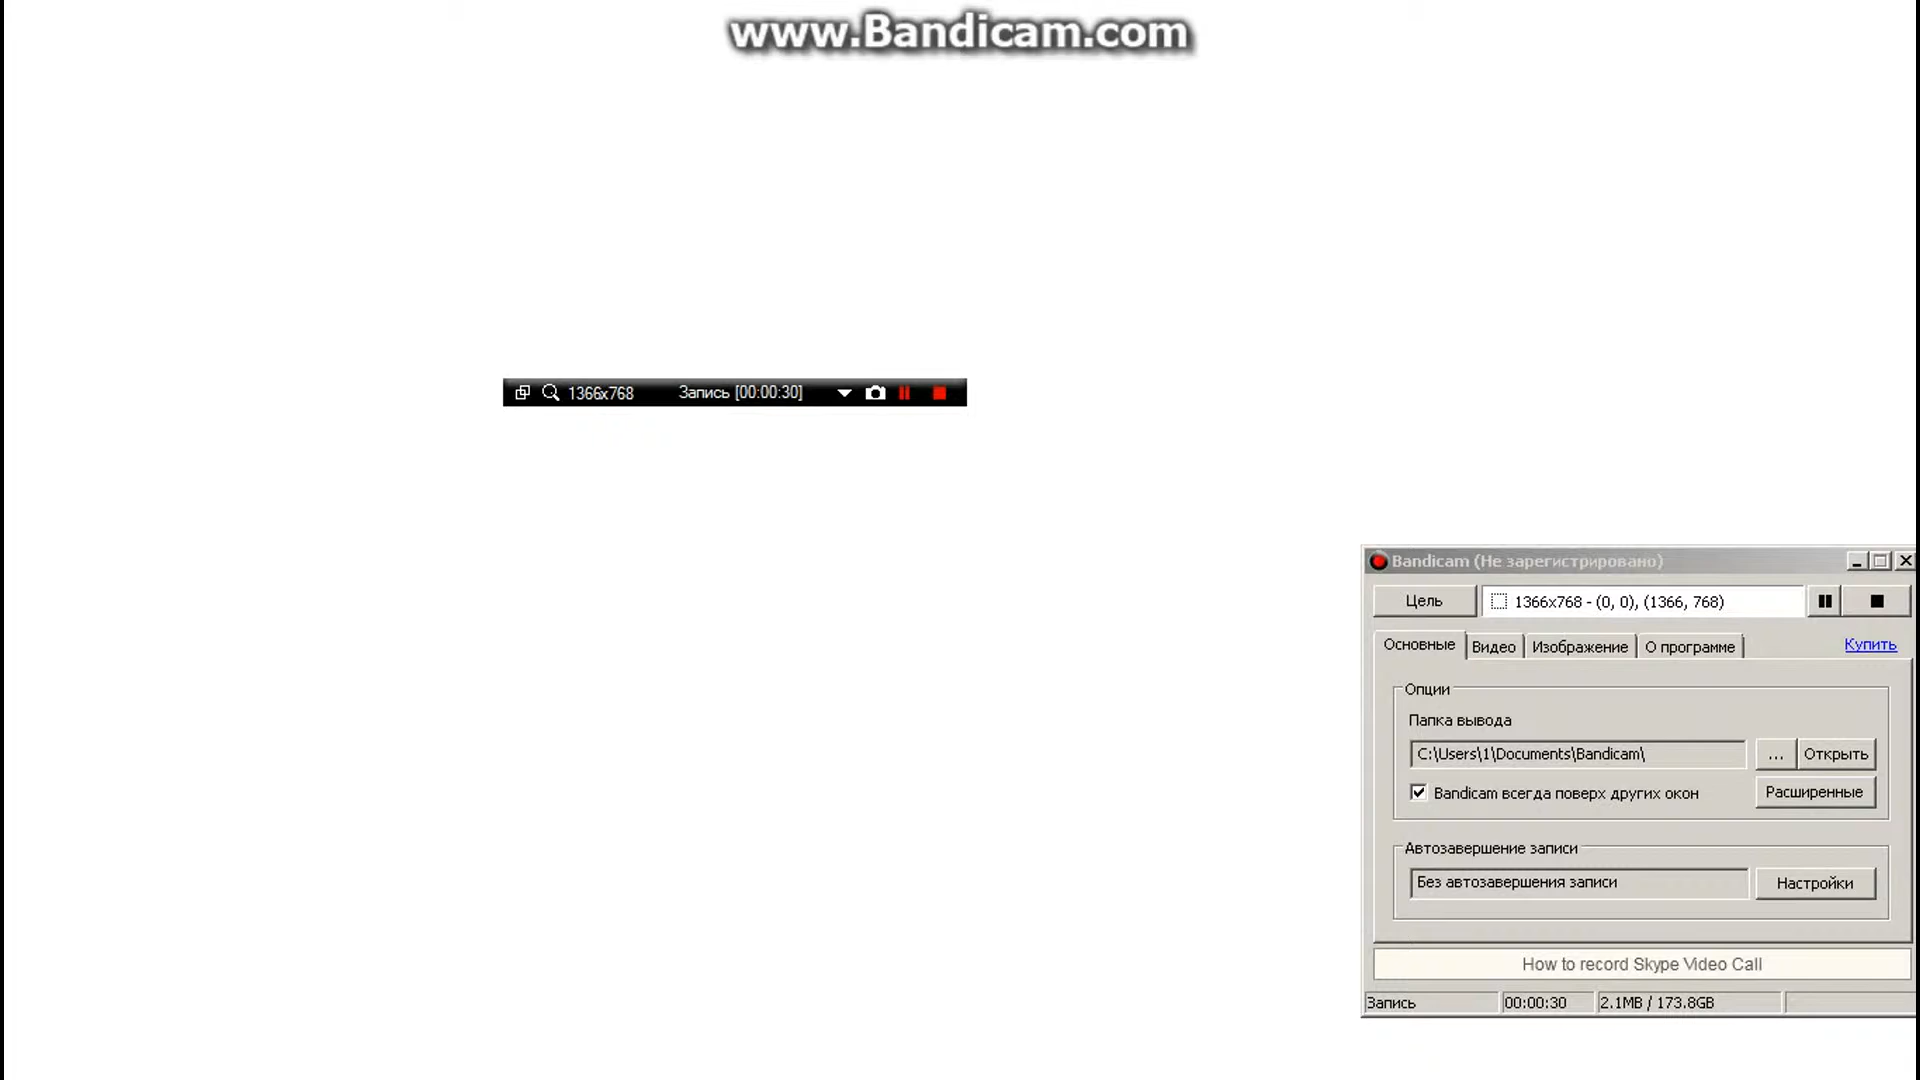 www.Bandicam.com
1366x768 Запись [00:00:30]
Bandicam (Не зарегистрировано)
Цель 1366x768 - (0, 0), (1366, 768)
Основные Видео Изображение О программе Купить
Опции
Папка вывода
C:\Users\1\Documents\Bandicam\ ... Открыть
Bandicam всегда поверх других окон Расширенные
Автозавершение записи
Без автозавершения записи Настройки
How to record Skype Video Call
Запись 00:00:30 2.1MB / 173.8GB